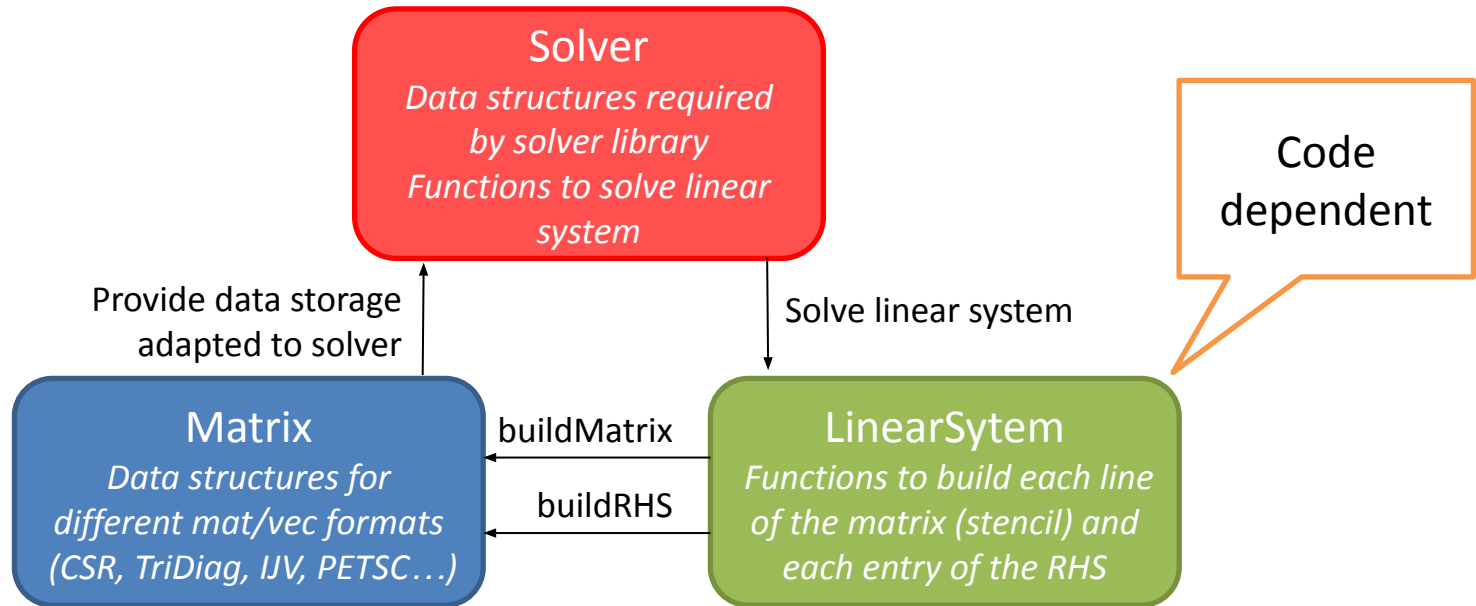 Solver
Data structures required
by solver library
Functions to solve linear
system
Code
dependent
Provide data storage
adapted to solver
Solve linear system
Matrix
Data structures for
different mat/vec formats
(CSR, TriDiag, IJV, PETSC…)
buildMatrix
buildRHS
LinearSytem
Functions to build each line
of the matrix (stencil) and
each entry of the RHS